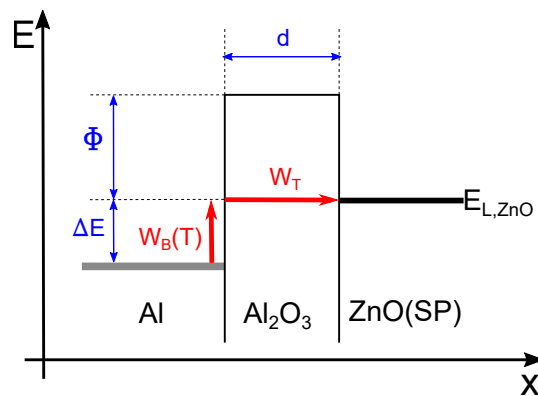 E
d
Φ
W_T
E_L,ZnO
ΔE
W_B(T)
Al
Al₂O₃
ZnO(SP)
x